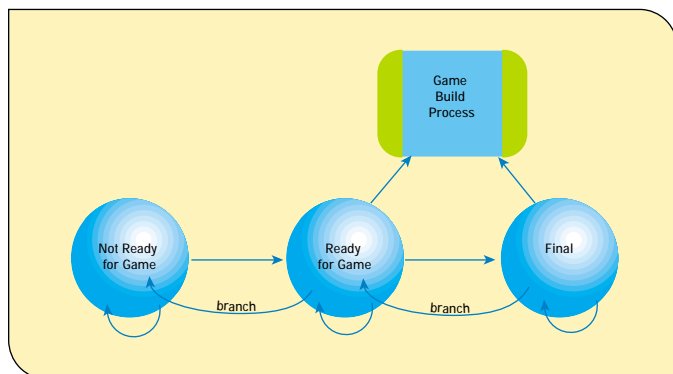 Game
Build
Process
Not Ready
for Game
Ready
for Game
Final
branch
branch